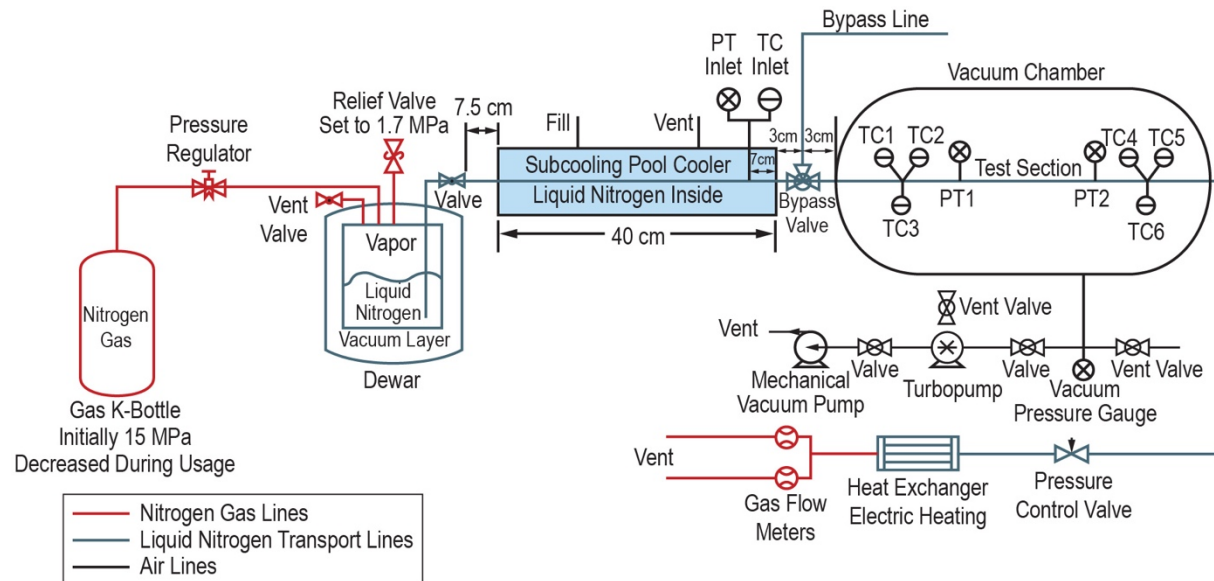 Bypass Line
PT
Inlet
TC
Inlet
Vacuum Chamber
Relief Valve
Set to 1.7 MPa
7.5 cm
Pressure
Regulator
Fill
Vent
3cm
3cm
TC1
TC2
TC4
TC5
Subcooling Pool Cooler
7cm
Test Section
Liquid Nitrogen Inside
Valve
Bypass
Valve
PT1
PT2
TC3
TC6
Vent
Valve
Vapor
40 cm
Nitrogen
Gas
Liquid
Nitrogen
Vacuum Layer
Dewar
Vent Valve
Vent
Mechanical
Vacuum Pump
Valve
Turbopump
Valve
Vacuum
Pressure Gauge
Vent Valve
Gas K-Bottle
Initially 15 MPa
Decreased During Usage
Vent
Gas Flow
Meters
Heat Exchanger
Electric Heating
Pressure
Control Valve
Nitrogen Gas Lines
Liquid Nitrogen Transport Lines
Air Lines